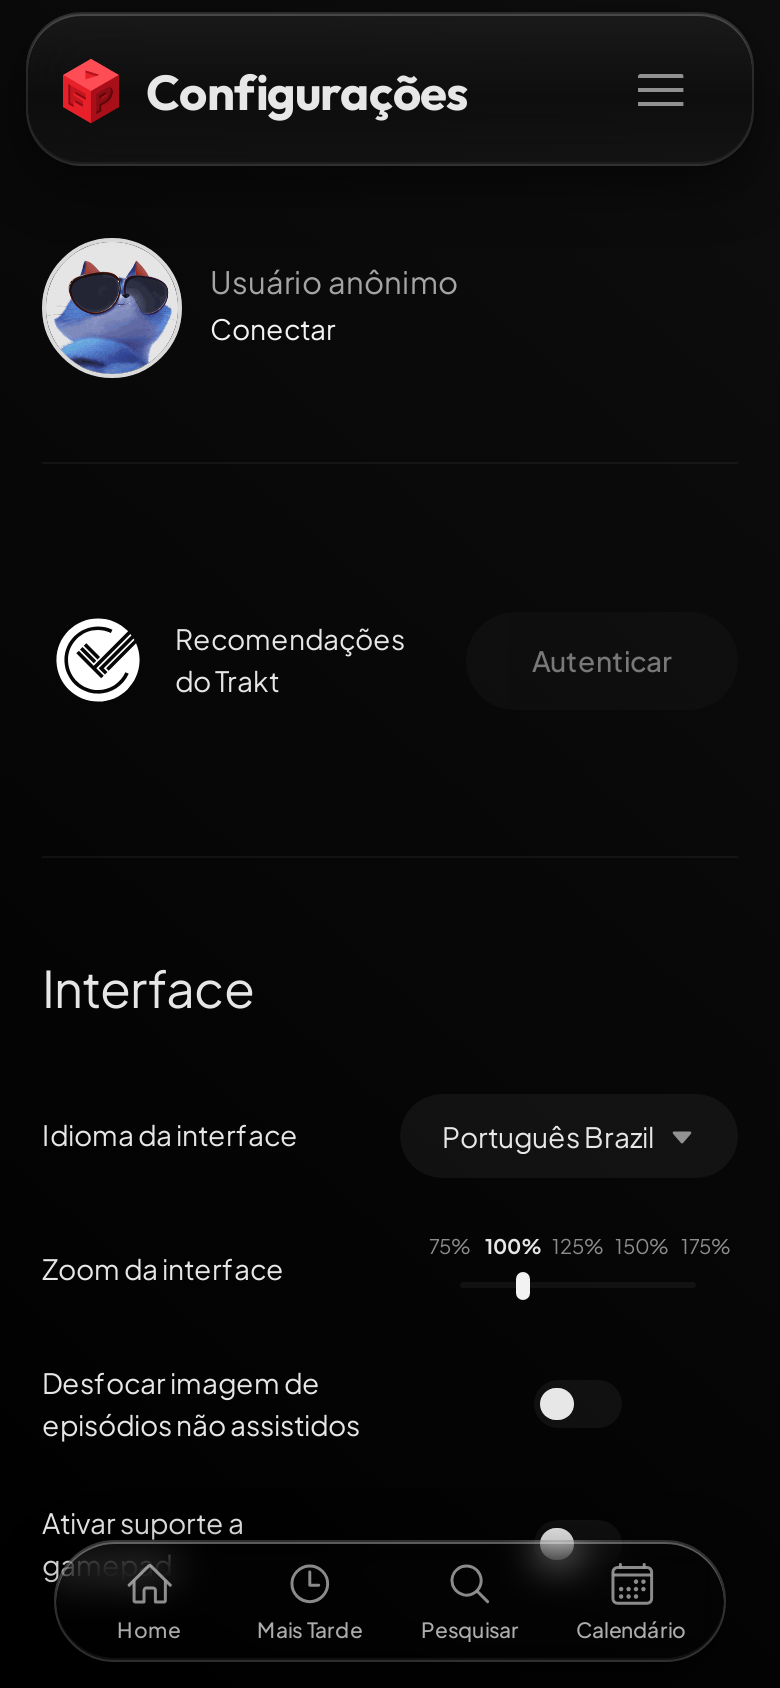 Configurações
Usuário anônimo
Conectar
Recomendações
do Trakt
Autenticar
Interface
Idioma da interface
Português Brazil
75% 100% 125% 150% 175%
Zoom da interface
Desfocar imagem de
episódios não assistidos
Ativar suporte a
gamepad
Home
Mais Tarde
Pesquisar
Calendário